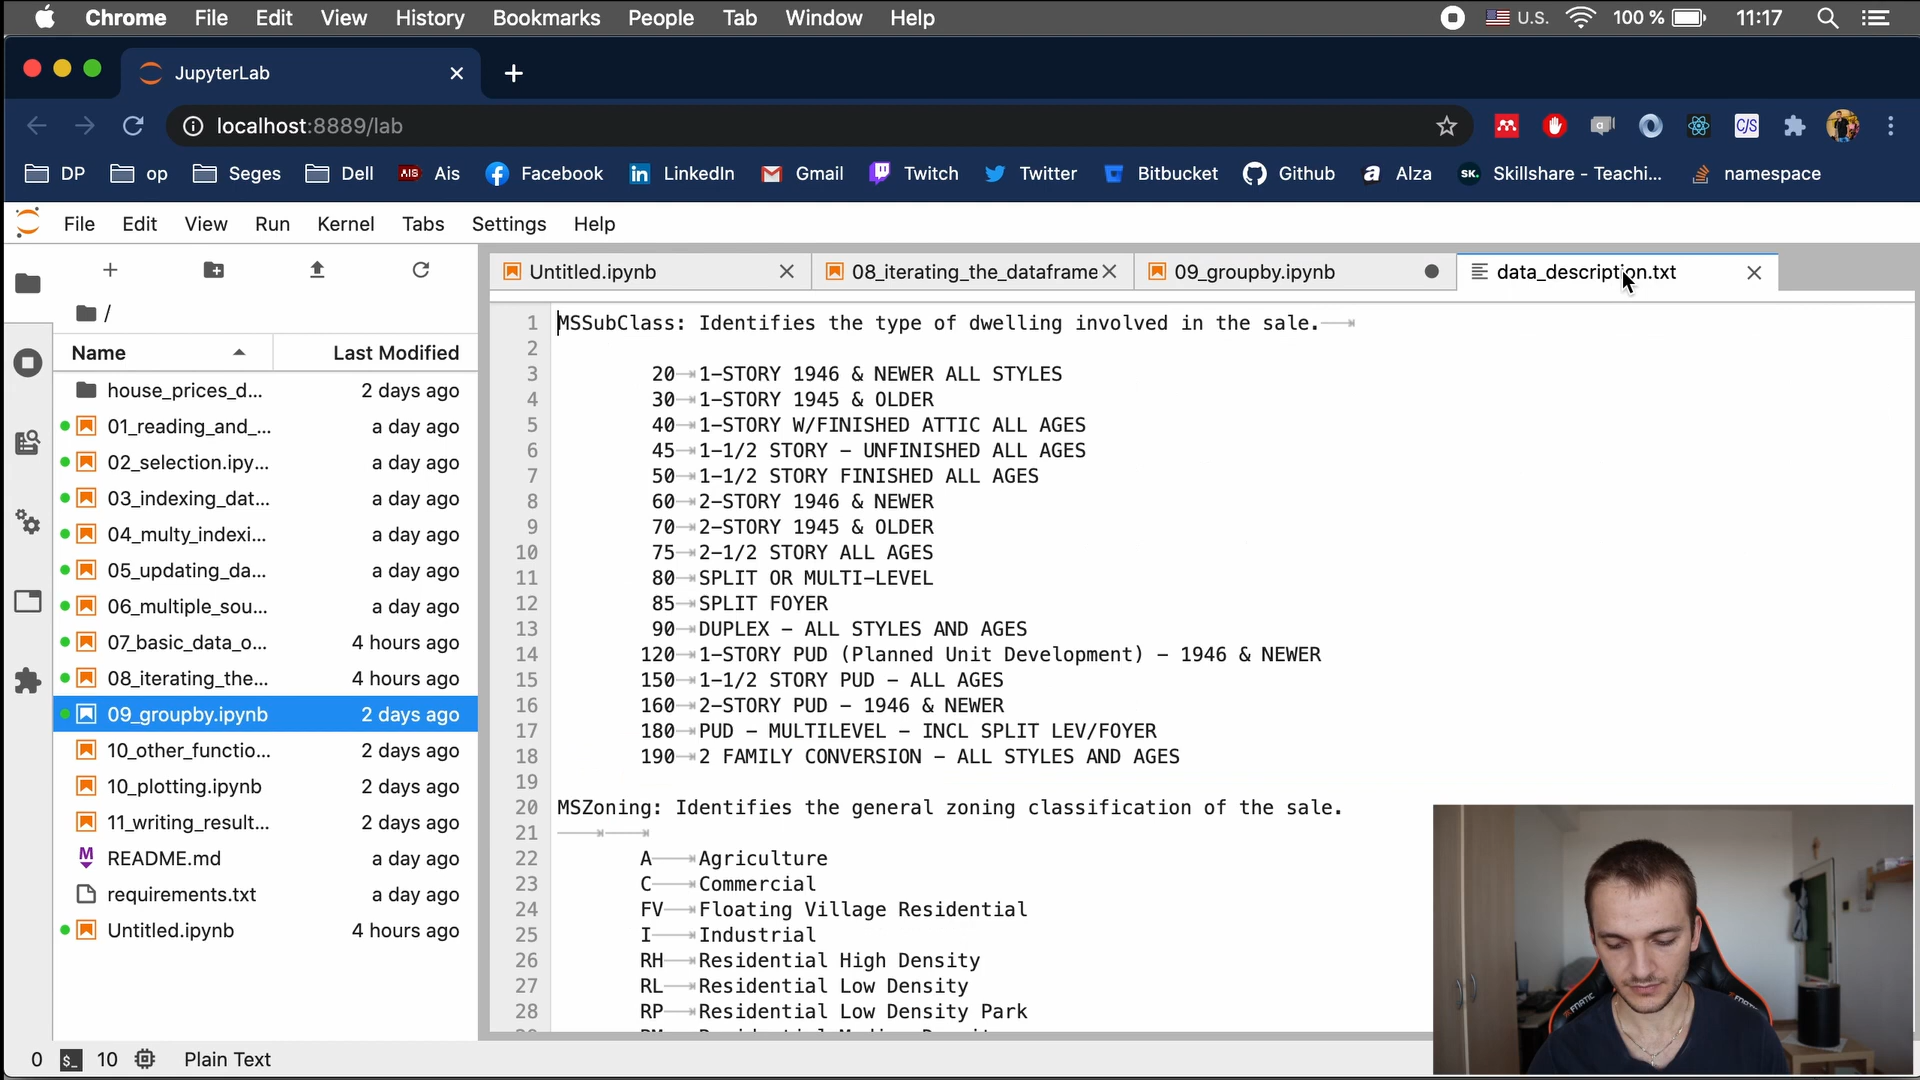 Chrome File Edit View History Bookmarks People Tab Window Help U.S. 100 % 11:17
JupyterLab
localhost:8889/lab
DP op Seges Dell Ais Facebook LinkedIn Gmail Twitch Twitter Bitbucket Github Alza Skillshare - Teachi... namespace
File Edit View Run Kernel Tabs Settings Help
Untitled.ipynb 08_iterating_the_dataframe 09_groupby.ipynb data_description.txt
/
Name Last Modified
house_prices_d... 2 days ago
01_reading_and_... a day ago
02_selection.ipy... a day ago
03_indexing_dat... a day ago
04_multy_indexi... a day ago
05_updating_da... a day ago
06_multiple_sou... a day ago
07_basic_data_o... 4 hours ago
08_iterating_the... 4 hours ago
09_groupby.ipynb 2 days ago
10_other_functio... 2 days ago
10_plotting.ipynb 2 days ago
11_writing_result... 2 days ago
README.md a day ago
requirements.txt a day ago
Untitled.ipynb 4 hours ago
1 MSSubClass: Identifies the type of dwelling involved in the sale.
2
3 20 1-STORY 1946 & NEWER ALL STYLES
4 30 1-STORY 1945 & OLDER
5 40 1-STORY W/FINISHED ATTIC ALL AGES
6 45 1-1/2 STORY - UNFINISHED ALL AGES
7 50 1-1/2 STORY FINISHED ALL AGES
8 60 2-STORY 1946 & NEWER
9 70 2-STORY 1945 & OLDER
10 75 2-1/2 STORY ALL AGES
11 80 SPLIT OR MULTI-LEVEL
12 85 SPLIT FOYER
13 90 DUPLEX - ALL STYLES AND AGES
14 120 1-STORY PUD (Planned Unit Development) - 1946 & NEWER
15 150 1-1/2 STORY PUD - ALL AGES
16 160 2-STORY PUD - 1946 & NEWER
17 180 PUD - MULTILEVEL - INCL SPLIT LEV/FOYER
18 190 2 FAMILY CONVERSION - ALL STYLES AND AGES
19
20 MSZoning: Identifies the general zoning classification of the sale.
21
22 A Agriculture
23 C Commercial
24 FV Floating Village Residential
25 I Industrial
26 RH Residential High Density
27 RL Residential Low Density
28 RP Residential Low Density Park
0 10 Plain Text